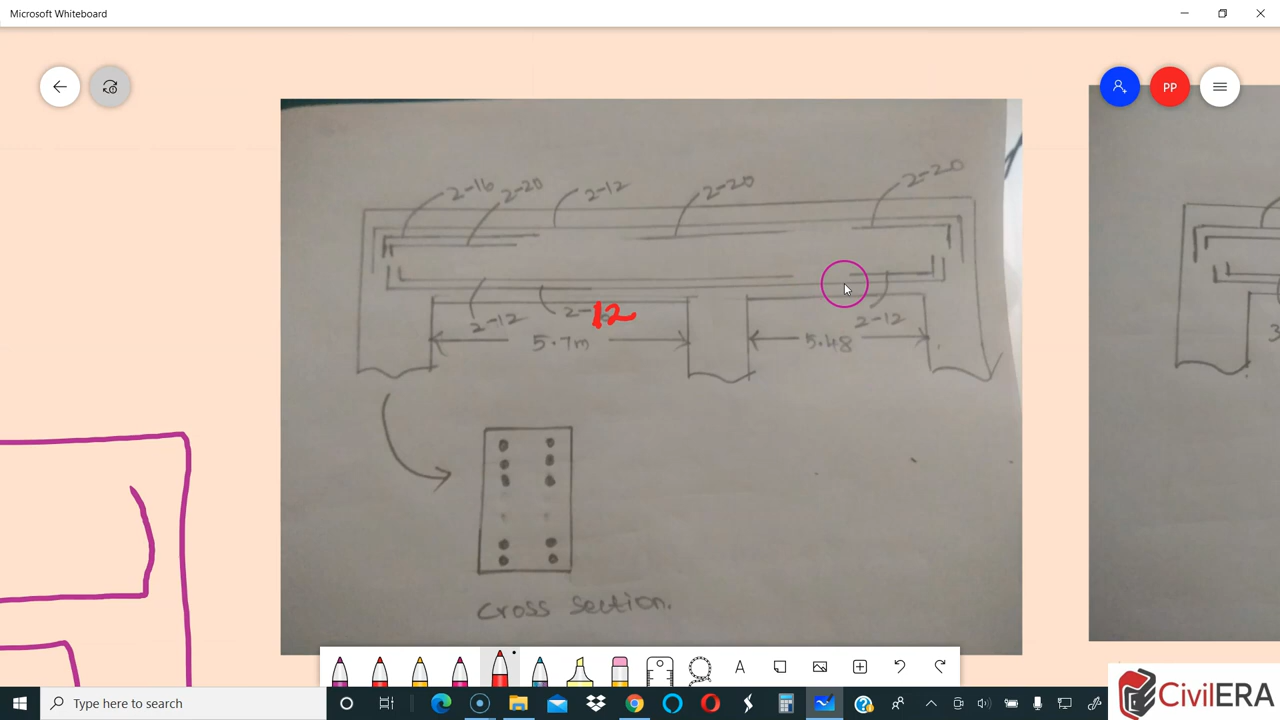 Microsoft Whiteboard
PP
2-16
2-20
2-12
2-20
2-20
2-12
2-
12
2-12
5.7m
5.48
Cross section.
A
Type here to search
CivilERA